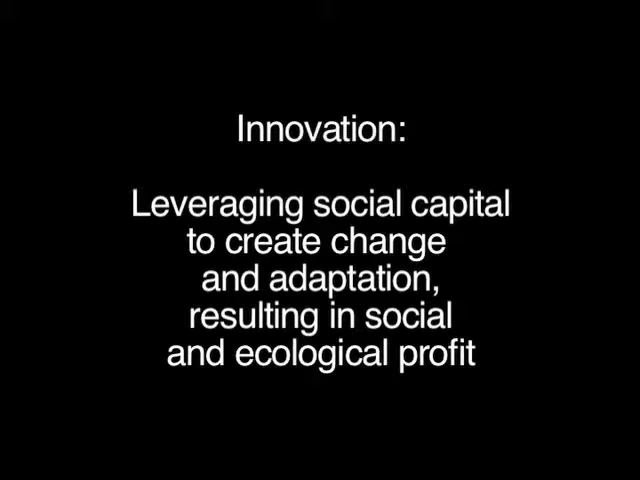 Innovation:
Leveraging social capital
to create change
and adaptation,
resulting in social
and ecological profit